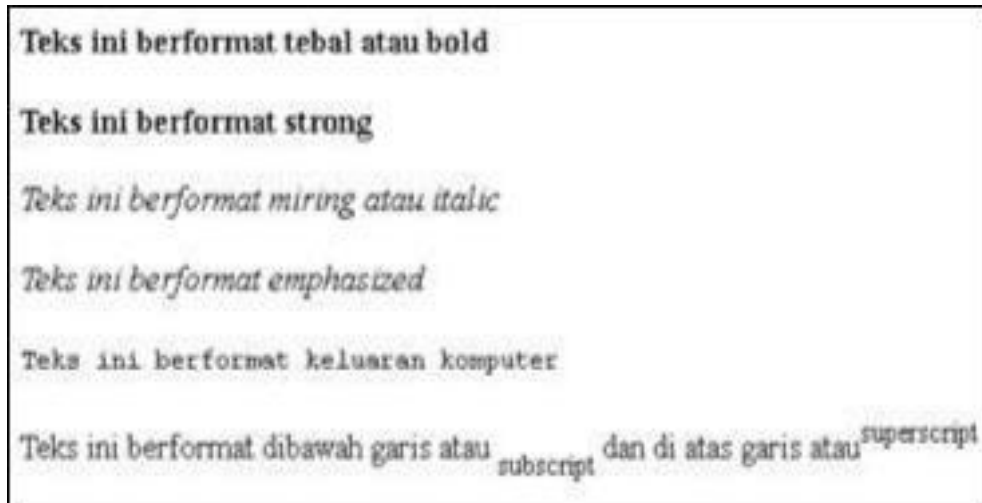 Teks ini berformat tebal atau bold
Teks ini berformat strong
Teks ini berformat miring atau italic
Teks ini berformat emphasized
Teks ini berformat keluaran komputer
Teks ini berformat dibawah garis atau subscript dan di atas garis atau superscript